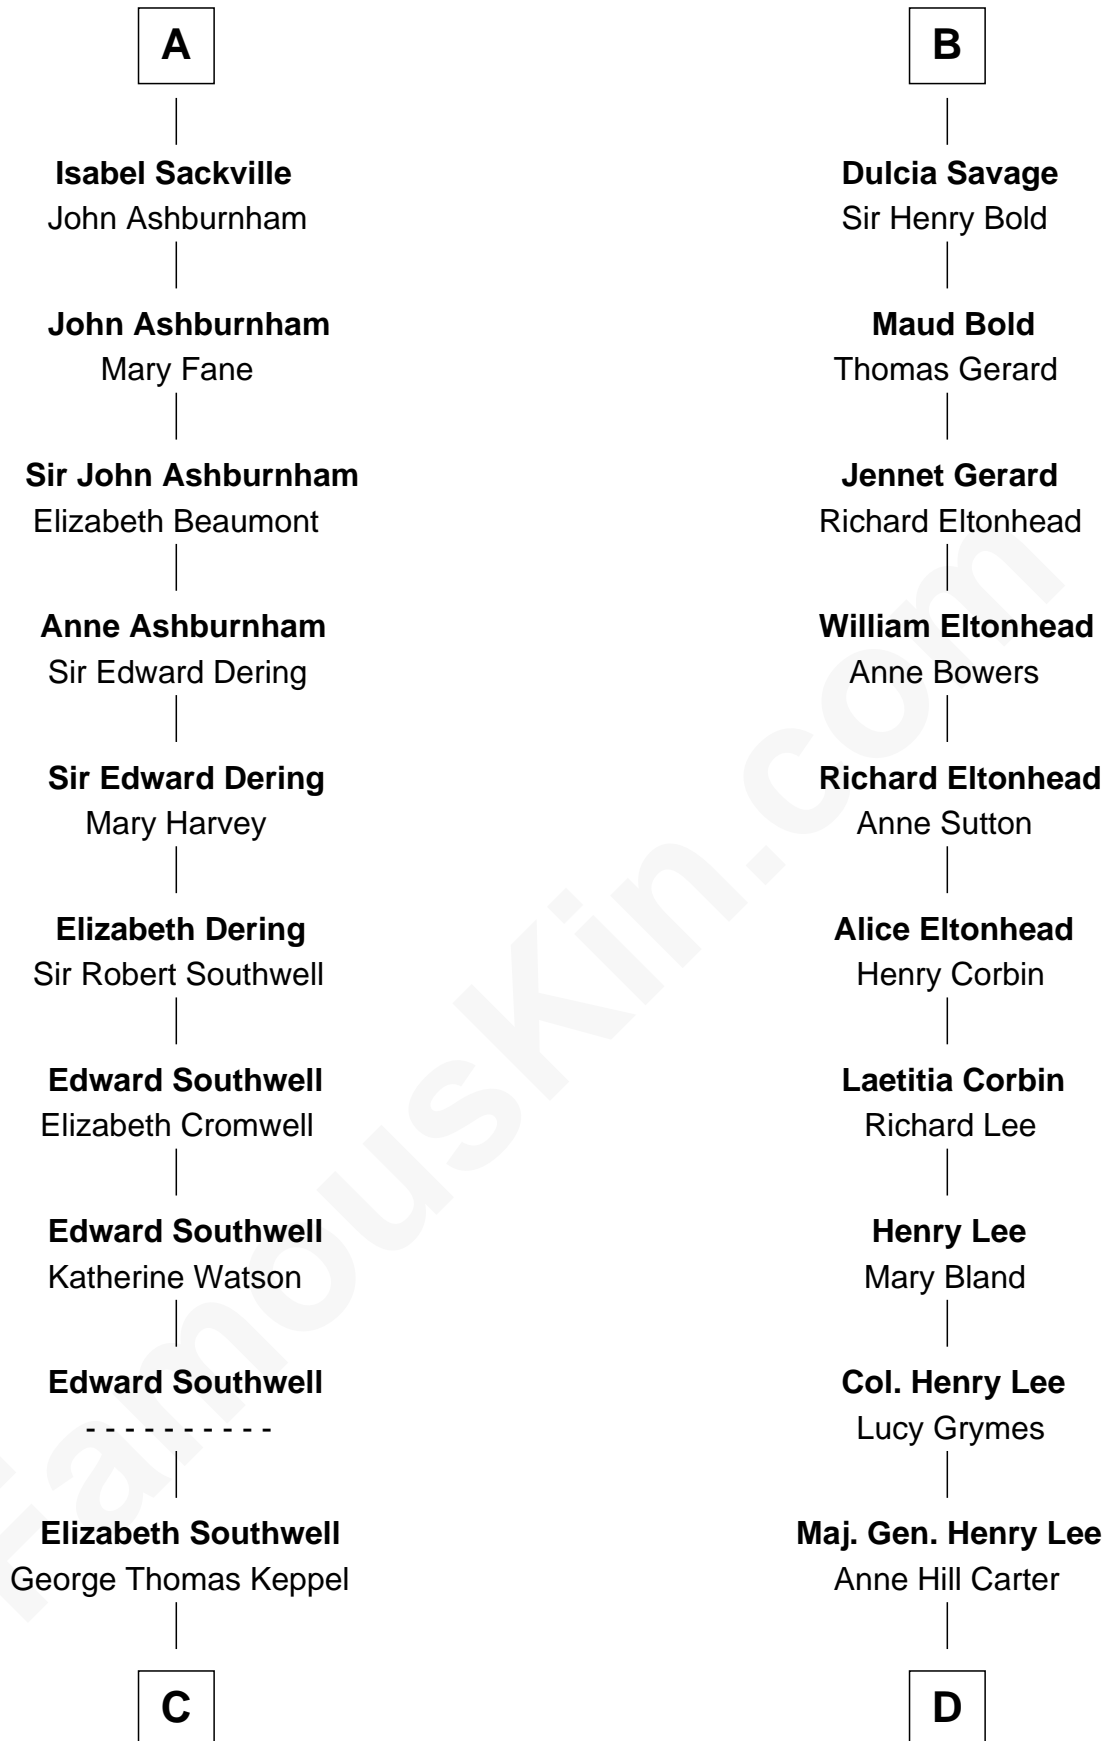 A
Isabel Sackville
John Ashburnham
John Ashburnham
Mary Fane
Sir John Ashburnham
Elizabeth Beaumont
Anne Ashburnham
Sir Edward Dering
Sir Edward Dering
Mary Harvey
Elizabeth Dering
Sir Robert Southwell
Edward Southwell
Elizabeth Cromwell
Edward Southwell
Katherine Watson
Edward Southwell
- - - - - - - - - -
Elizabeth Southwell
George Thomas Keppel
C
B
Dulcia Savage
Sir Henry Bold
Maud Bold
Thomas Gerard
Jennet Gerard
Richard Eltonhead
William Eltonhead
Anne Bowers
Richard Eltonhead
Anne Sutton
Alice Eltonhead
Henry Corbin
Laetitia Corbin
Richard Lee
Henry Lee
Mary Bland
Col. Henry Lee
Lucy Grymes
Maj. Gen. Henry Lee
Anne Hill Carter
D
FamousKin.com